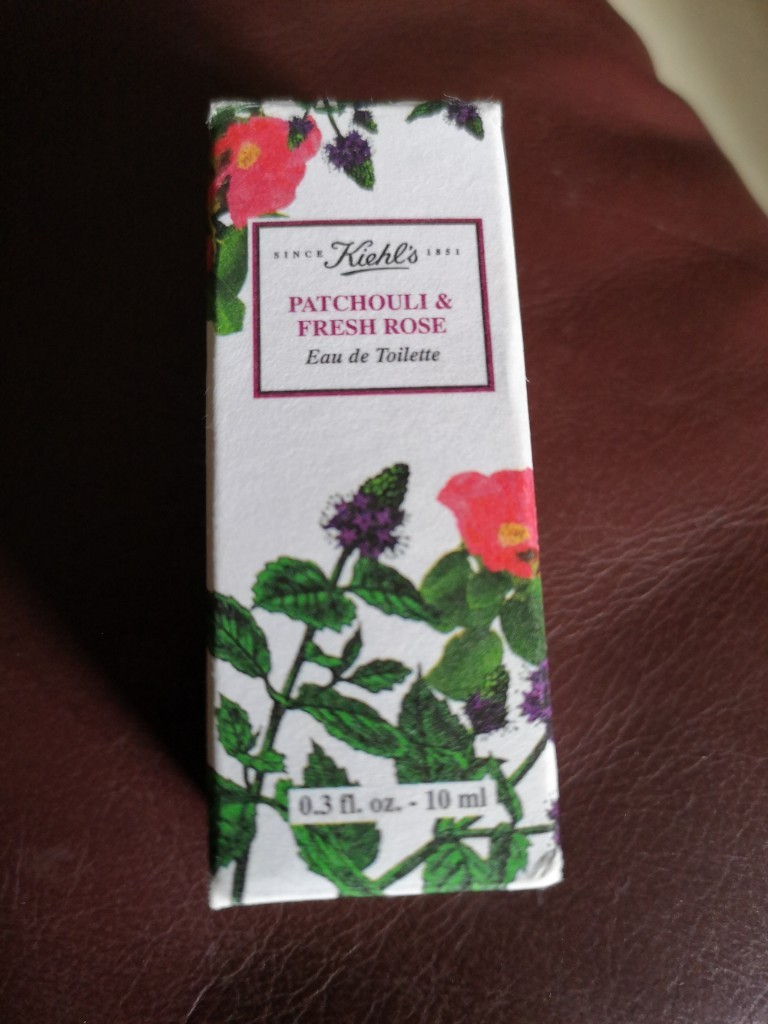 SINCE Kiehl's 1851
PATCHOULI &
FRESH ROSE
Eau de Toilette
0.3 fl. oz. - 10 ml